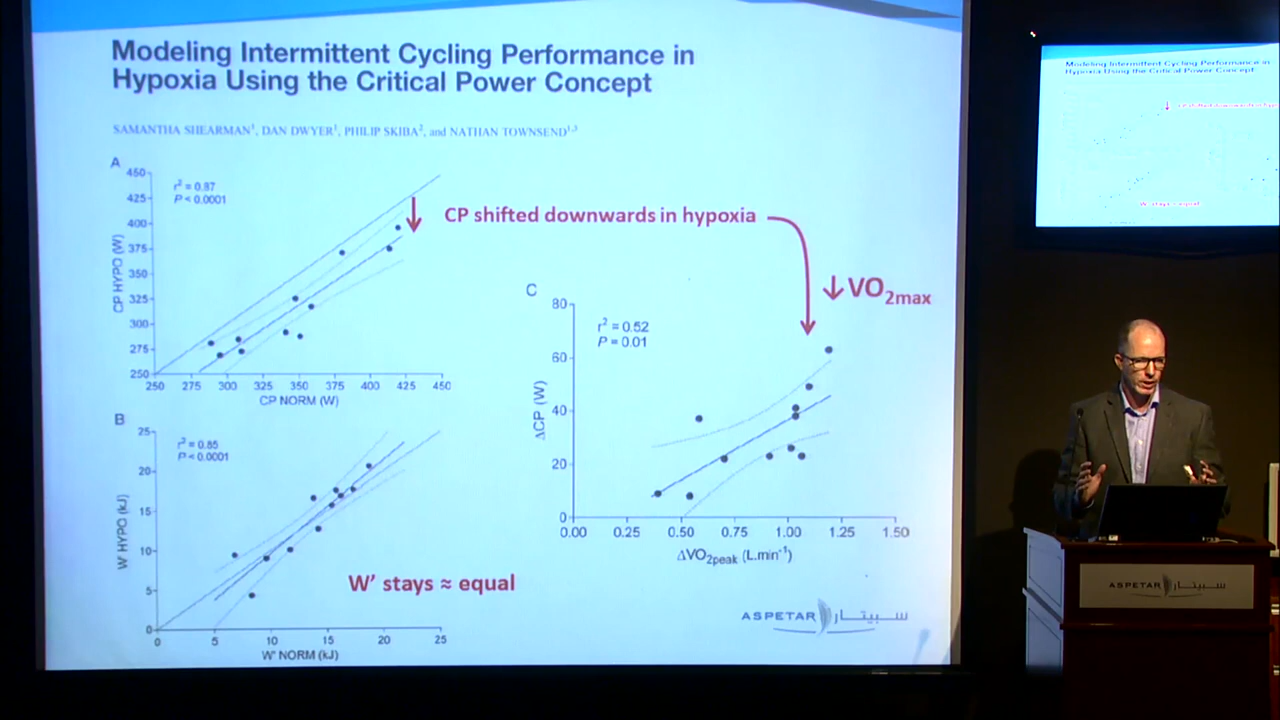 Modeling Intermittent Cycling Performance in
Hypoxia Using the Critical Power Concept
SAMANTHA SHEARMAN¹, DAN DWYER¹, PHILIP SKIBA², and NATHAN TOWNSEND¹,³
A
r² = 0.87
P < 0.0001
450
425
400
375
350
325
300
275
250
CP HYPO (W)
250 275 300 325 350 375 400 425 450
CP NORM (W)
CP shifted downwards in hypoxia
↓ VO₂max
B
r² = 0.85
P < 0.0001
25
20
15
10
5
0
W' HYPO (kJ)
0 5 10 15 20 25
W' NORM (kJ)
W' stays ≈ equal
C
r² = 0.52
P = 0.01
80
60
40
20
0
ΔCP (W)
0.00 0.25 0.50 0.75 1.00 1.25 1.50
ΔVO₂peak (L.min⁻¹)
ASPETAR سبيتار
Modeling Intermittent Cycling Performance in
Hypoxia Using the Critical Power Concept
CP shifted downwards in
W' stays ≈ equal
ASPETAR سبيتار